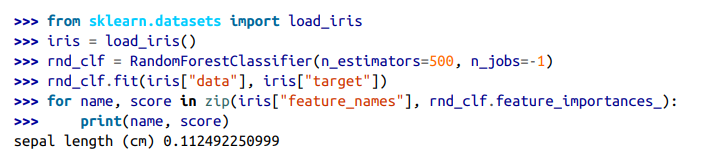 >>> from sklearn.datasets import load_iris
>>> iris = load_iris()
>>> rnd_clf = RandomForestClassifier(n_estimators=500, n_jobs=-1)
>>> rnd_clf.fit(iris["data"], iris["target"])
>>> for name, score in zip(iris["feature_names"], rnd_clf.feature_importances_):
>>>     print(name, score)
sepal length (cm) 0.112492250999